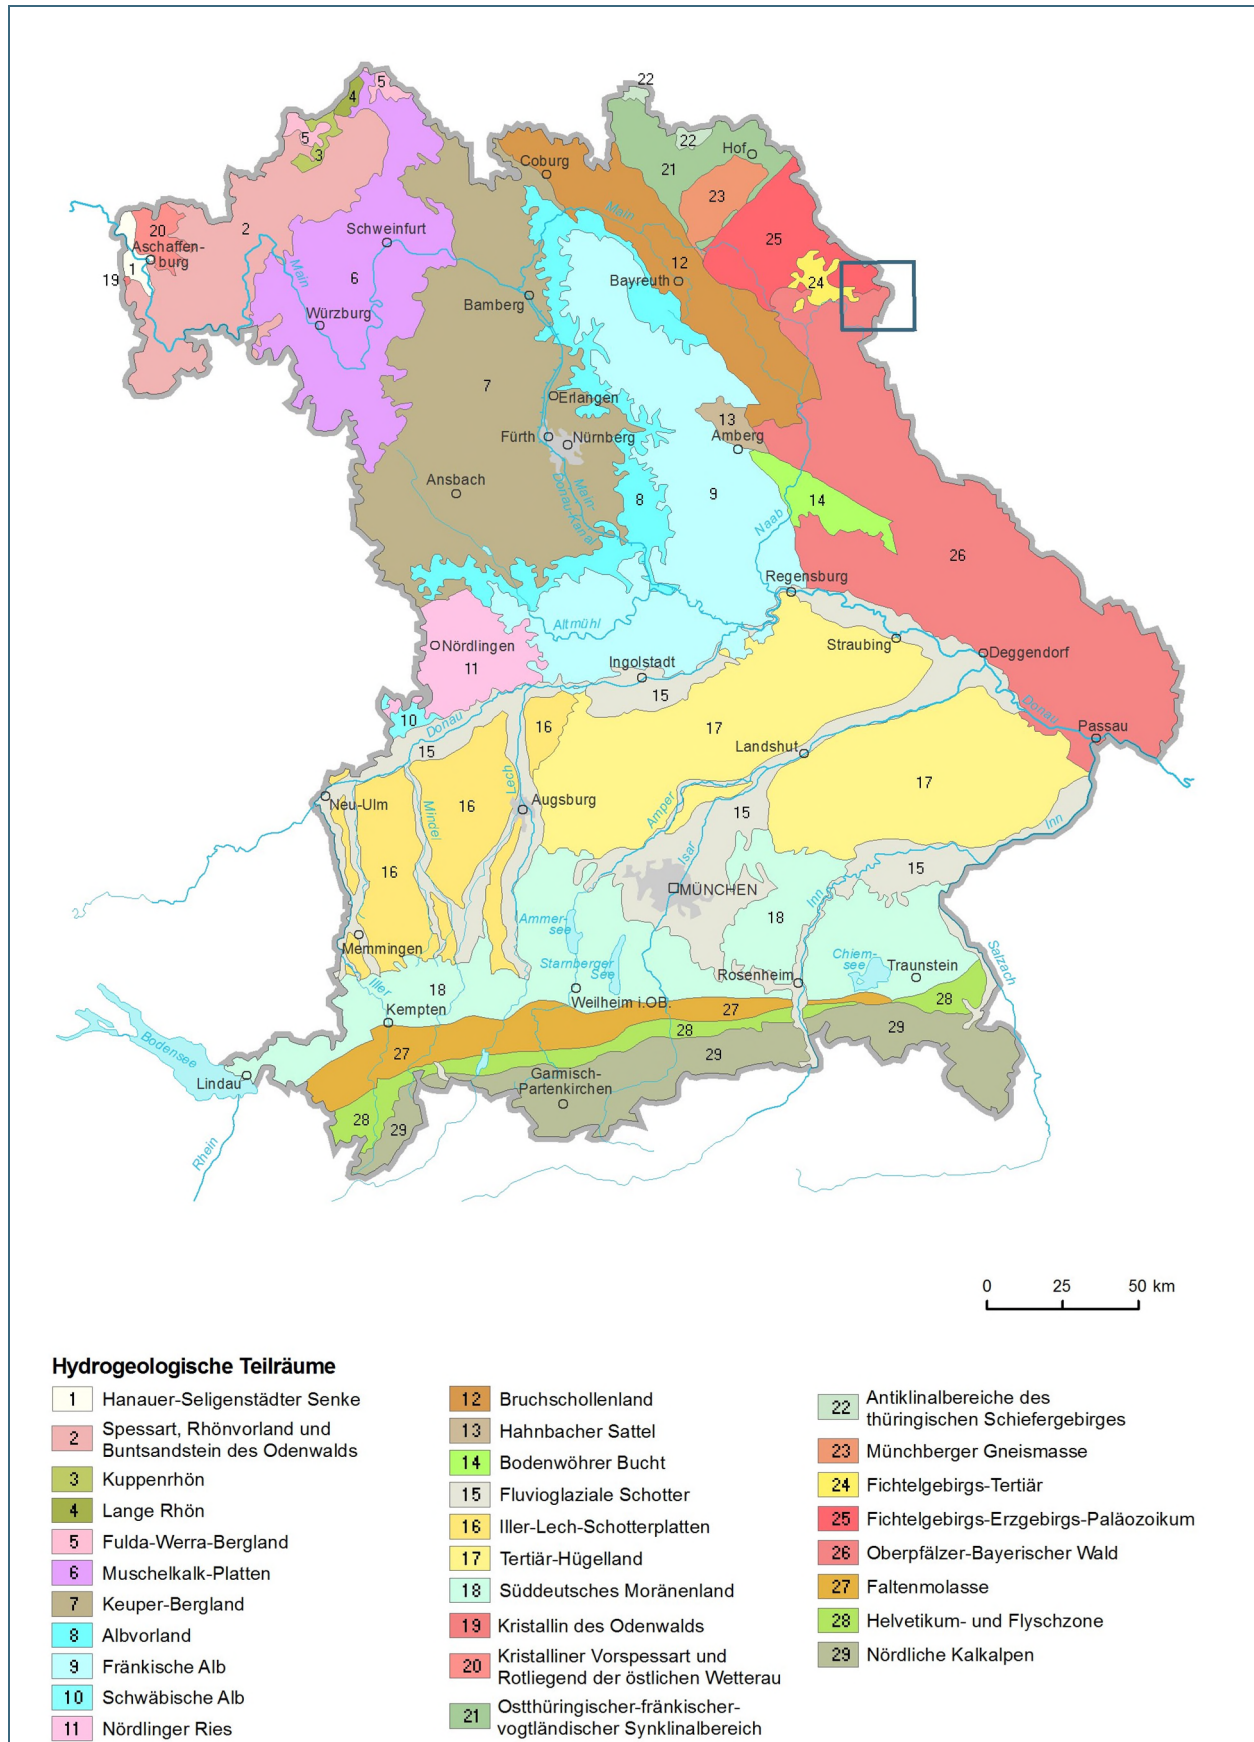 22
5
4
22
Hof
5
3
Coburg
21
23
20
2
Main
25
Schweinfurt
Aschaffen-
burg
1
19
Main
6
12
24
Bayreuth
Bamberg
Würzburg
7
Erlangen
13
Fürth
Nürnberg
Amberg
Ansbach
Main-
Donau-Kanal
8
9
14
Naab
26
Regensburg
Altmühl
Straubing
Nördlingen
11
Ingolstadt
Deggendorf
15
Donau
10
Donau
16
17
Passau
15
Landshut
Lech
17
Neu-Ulm
Mindel
16
Augsburg
Amper
15
Inn
Isar
16
15
MÜNCHEN
Inn
18
Ammer-
see
Memmingen
Salzach
Starnberger
See
Chiem-
see
Traunstein
Rosenheim
Iller
18
Kempten
Weilheim i.OB.
27
28
28
29
Bodensee
27
29
Lindau
Garmisch-
Partenkirchen
28
29
Rhein
0 25 50 km
Hydrogeologische Teilräume
1 Hanauer-Seligenstädter Senke
2 Spessart, Rhönvorland und
Buntsandstein des Odenwalds
3 Kuppenrhön
4 Lange Rhön
5 Fulda-Werra-Bergland
6 Muschelkalk-Platten
7 Keuper-Bergland
8 Albvorland
9 Fränkische Alb
10 Schwäbische Alb
11 Nördlinger Ries
12 Bruchschollenland
13 Hahnbacher Sattel
14 Bodenwöhrer Bucht
15 Fluvioglaziale Schotter
16 Iller-Lech-Schotterplatten
17 Tertiär-Hügelland
18 Süddeutsches Moränenland
19 Kristallin des Odenwalds
20 Kristalliner Vorspessart und
Rotliegend der östlichen Wetterau
21 Ostthüringischer-fränkischer-
vogtländischer Synklinalbereich
22 Antiklinalbereiche des
thüringischen Schiefergebirges
23 Münchberger Gneismasse
24 Fichtelgebirgs-Tertiär
25 Fichtelgebirgs-Erzgebirgs-Paläozoikum
26 Oberpfälzer-Bayerischer Wald
27 Faltenmolasse
28 Helvetikum- und Flyschzone
29 Nördliche Kalkalpen